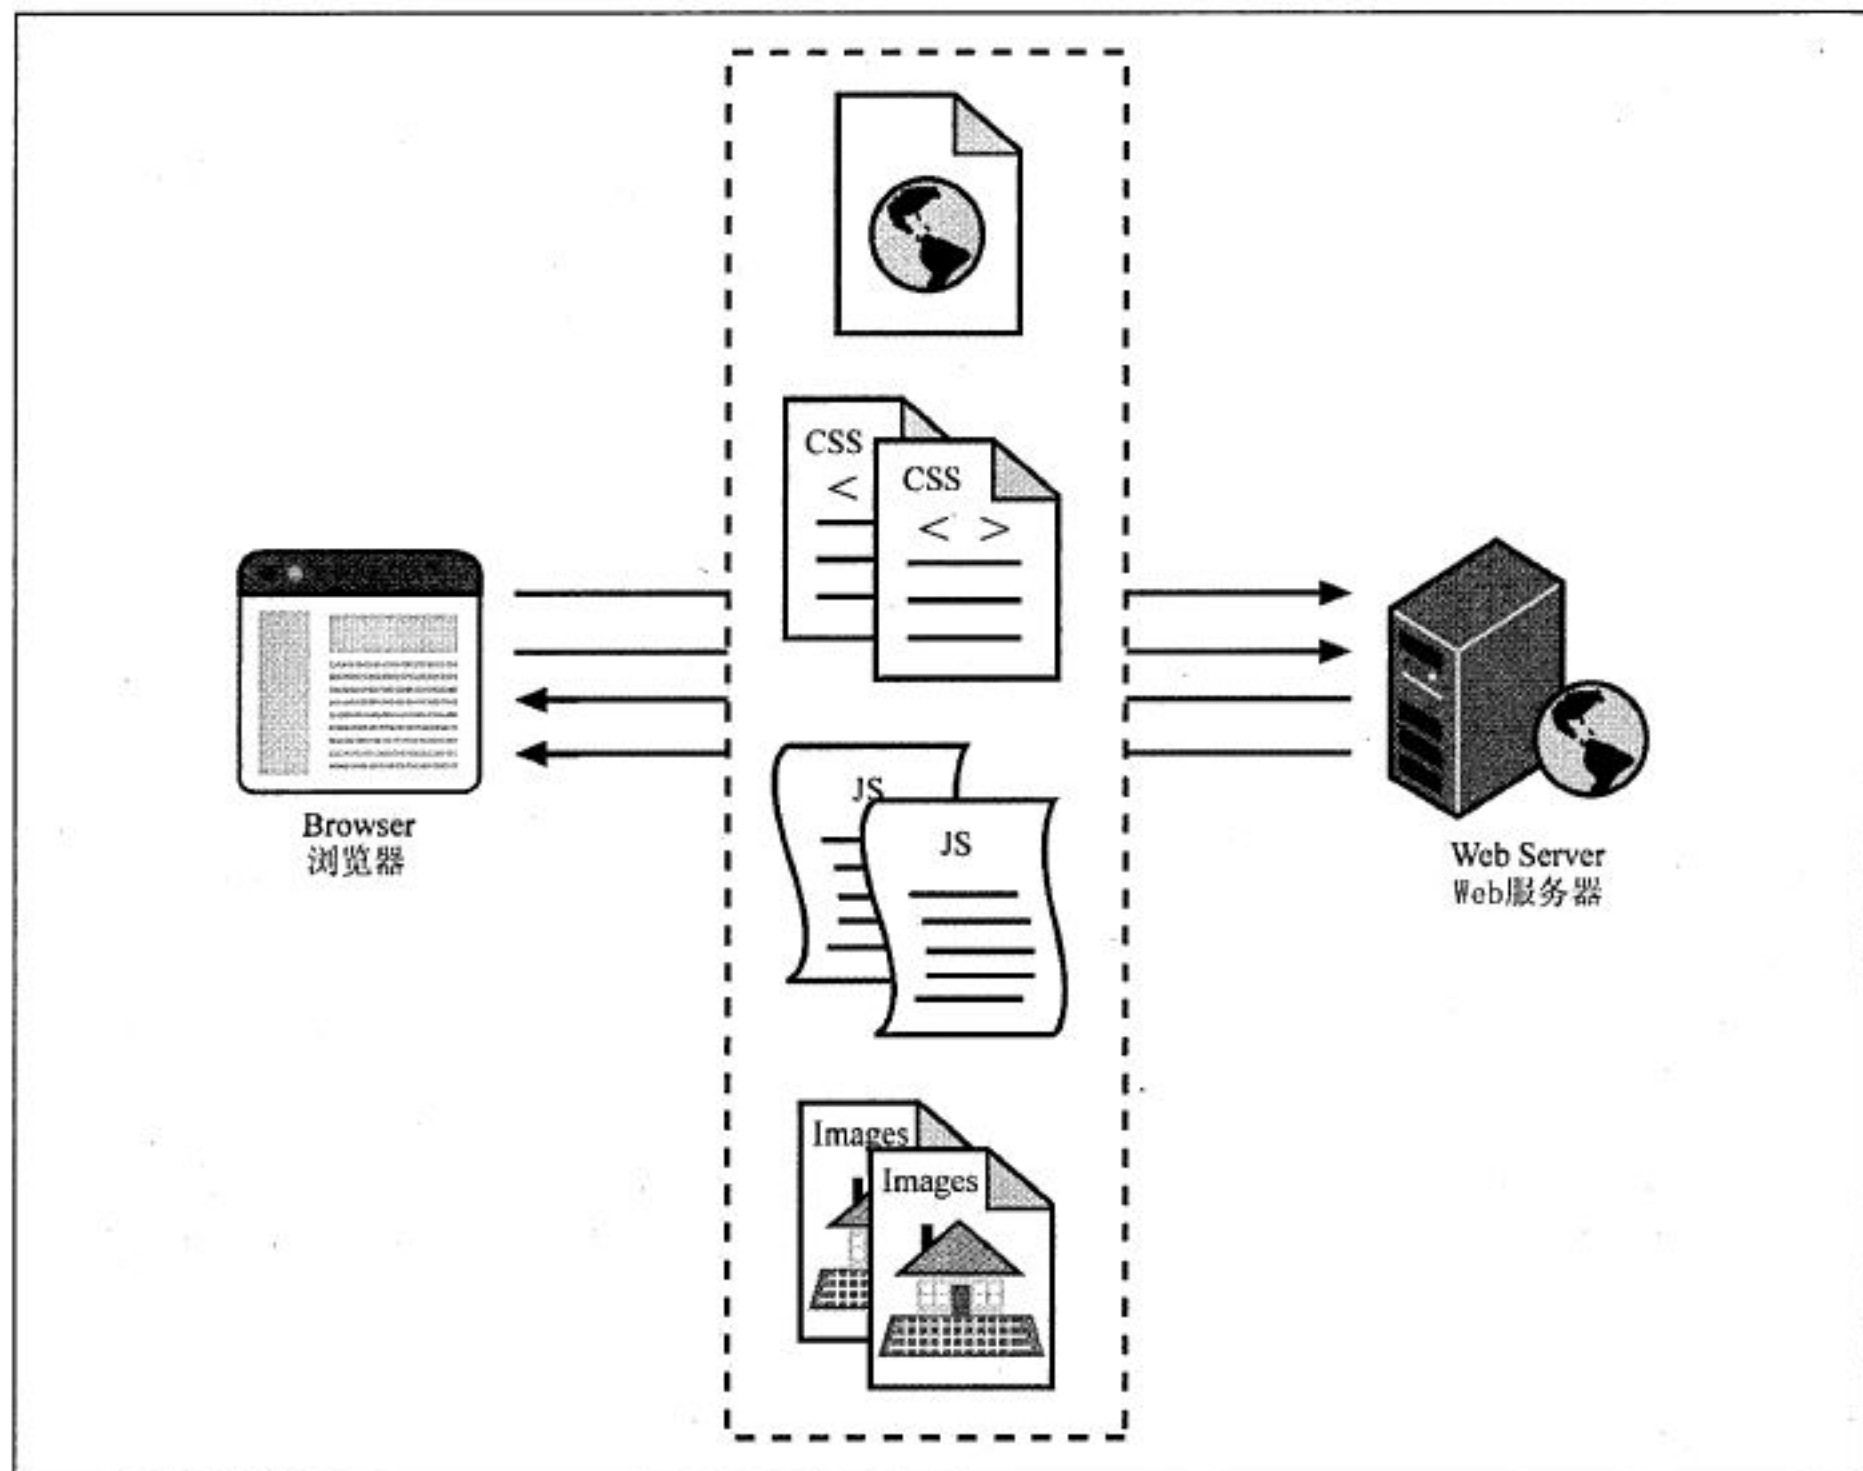 CSS
CSS
< 
< >
JS
JS
Images
Images
Browser
浏览器
Web Server
Web服务器